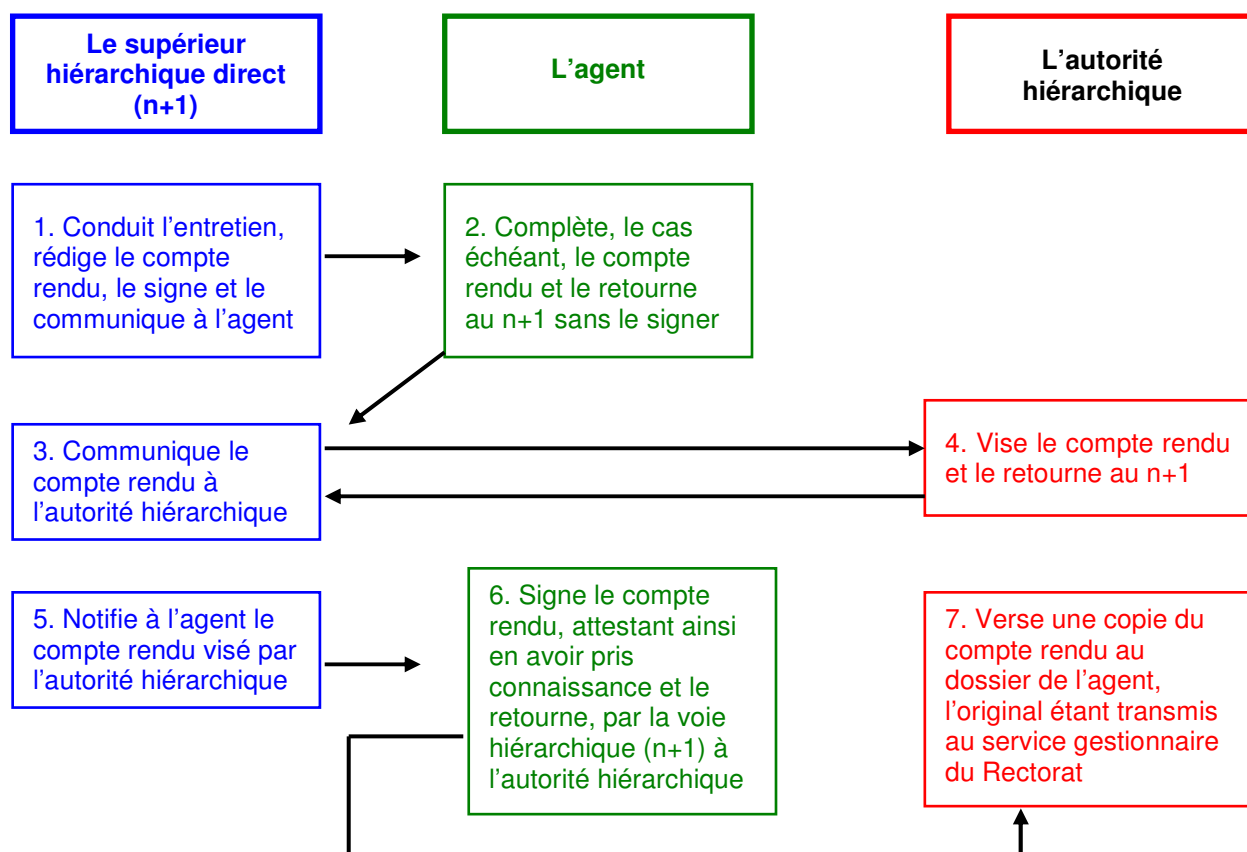 Le supérieur
hiérarchique direct
(n+1)
L'agent
L'autorité
hiérarchique
1. Conduit l'entretien,
rédige le compte
rendu, le signe et le
communique à l'agent
2. Complète, le cas
échéant, le compte
rendu et le retourne
au n+1 sans le signer
3. Communique le
compte rendu à
l'autorité hiérarchique
4. Vise le compte rendu
et le retourne au n+1
5. Notifie à l'agent le
compte rendu visé par
l'autorité hiérarchique
6. Signe le compte
rendu, attestant ainsi
en avoir pris
connaissance et le
retourne, par la voie
hiérarchique (n+1) à
l'autorité hiérarchique
7. Verse une copie du
compte rendu au
dossier de l'agent,
l'original étant transmis
au service gestionnaire
du Rectorat